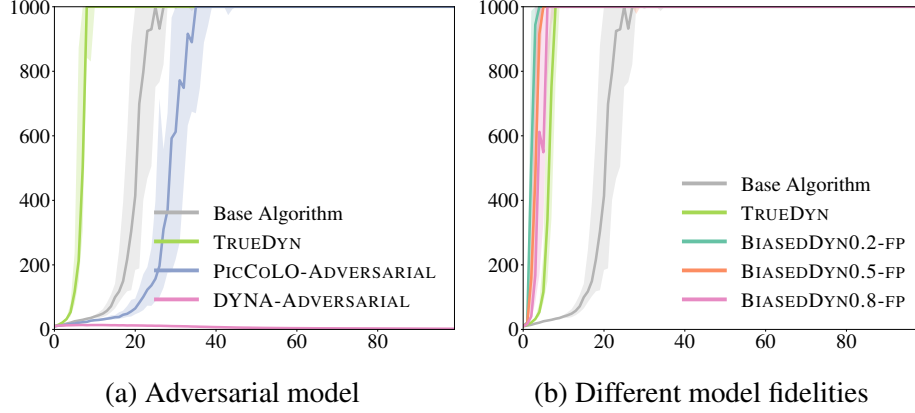 1000
800
600
400
200
0
0 20 40 60 80
Base Algorithm
TRUEDYN
PICCOLO-ADVERSARIAL
DYNA-ADVERSARIAL
(a) Adversarial model
1000
800
600
400
200
0
0 20 40 60 80
Base Algorithm
TRUEDYN
BIASEDDYN0.2-FP
BIASEDDYN0.5-FP
BIASEDDYN0.8-FP
(b) Different model fidelities